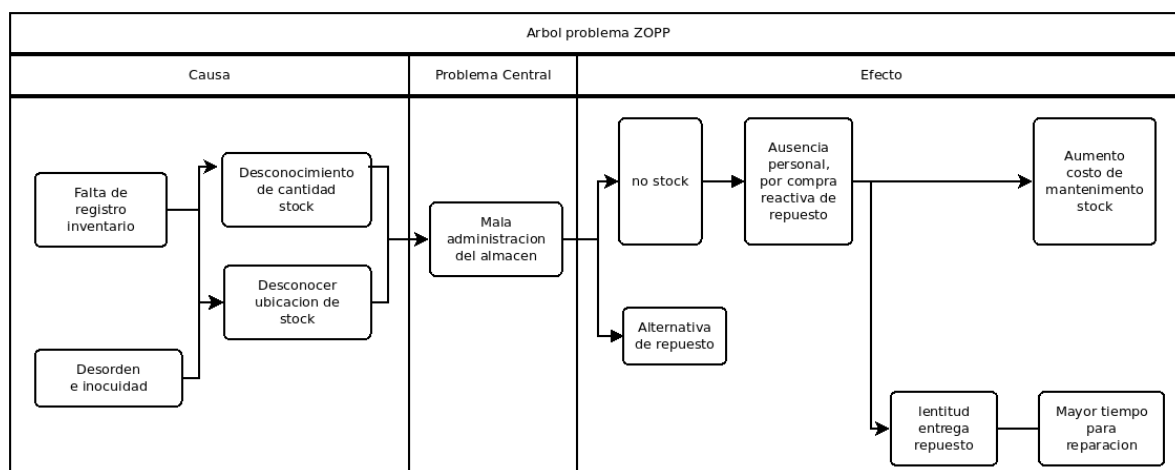 Arbol problema ZOPP
Causa
Problema Central
Efecto
Falta de
registro
inventario
Desorden
e inocuidad
Desconocimiento
de cantidad
stock
Desconocer
ubicacion de
stock
Mala
administracion
del almacen
no stock
Alternativa
de repuesto
Ausencia
personal,
por compra
reactiva de
repuesto
Aumento
costo de
mantenimento
stock
lentitud
entrega
repuesto
Mayor tiempo
para
reparacion